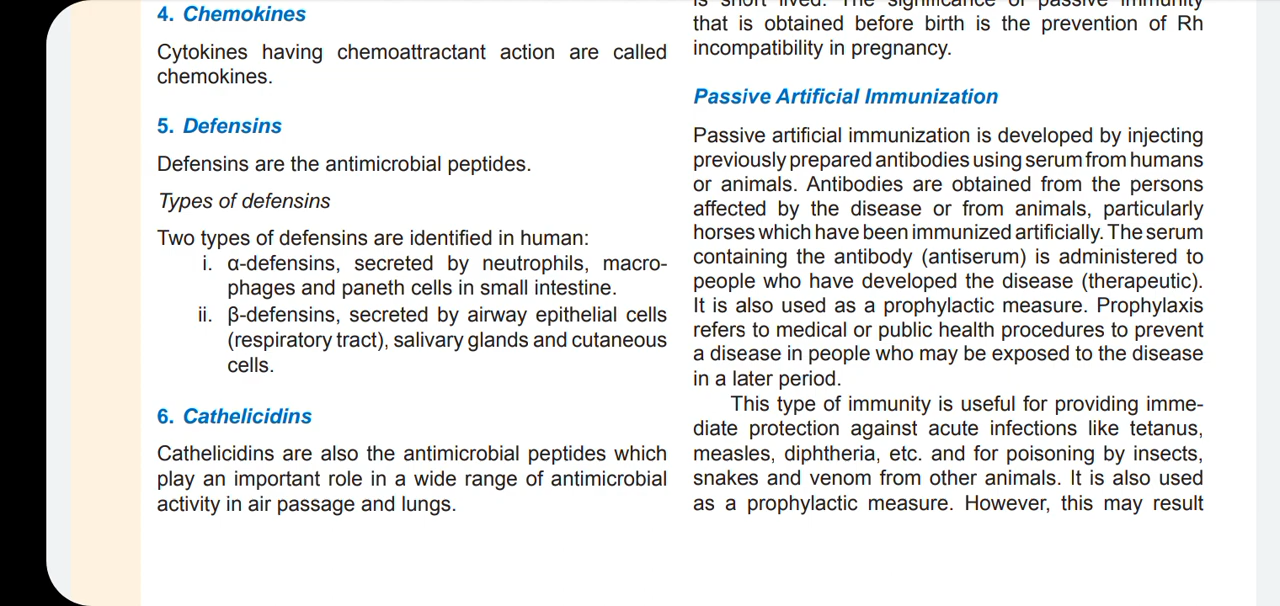 4. Chemokines
Cytokines having chemoattractant action are called
chemokines.
5. Defensins
Defensins are the antimicrobial peptides.
Types of defensins
Two types of defensins are identified in human:
i. α-defensins, secreted by neutrophils, macro-
phages and paneth cells in small intestine.
ii. β-defensins, secreted by airway epithelial cells
(respiratory tract), salivary glands and cutaneous
cells.
6. Cathelicidins
Cathelicidins are also the antimicrobial peptides which
play an important role in a wide range of antimicrobial
activity in air passage and lungs.
is short lived. The significance of passive immunity
that is obtained before birth is the prevention of Rh
incompatibility in pregnancy.
Passive Artificial Immunization
Passive artificial immunization is developed by injecting
previously prepared antibodies using serum from humans
or animals. Antibodies are obtained from the persons
affected by the disease or from animals, particularly
horses which have been immunized artificially. The serum
containing the antibody (antiserum) is administered to
people who have developed the disease (therapeutic).
It is also used as a prophylactic measure. Prophylaxis
refers to medical or public health procedures to prevent
a disease in people who may be exposed to the disease
in a later period.
This type of immunity is useful for providing imme-
diate protection against acute infections like tetanus,
measles, diphtheria, etc. and for poisoning by insects,
snakes and venom from other animals. It is also used
as a prophylactic measure. However, this may result